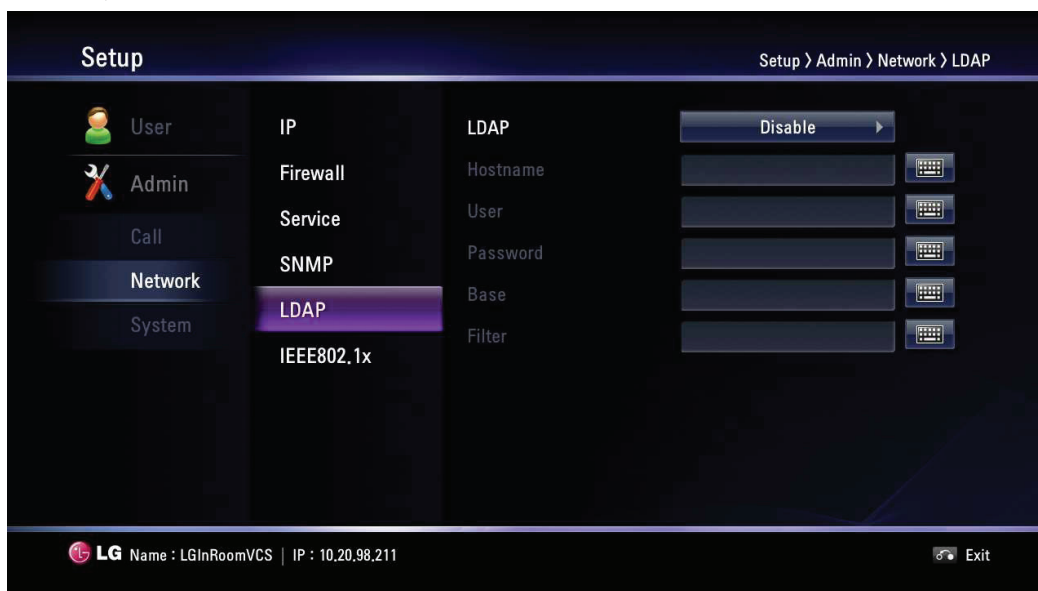 Setup
Setup > Admin > Network > LDAP
User
Admin
Call
Network
System
IP
Firewall
Service
SNMP
LDAP
IEEE802.1x
LDAP
Disable
Hostname
User
Password
Base
Filter
LG Name : LGInRoomVCS | IP : 10.20.98.211
Exit